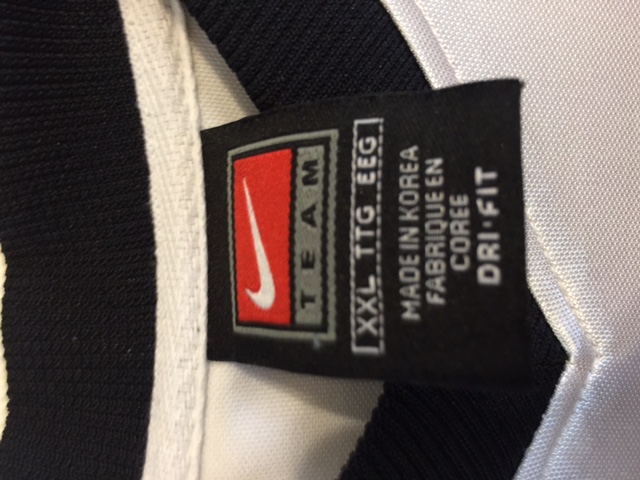 TEAM
XXL TTG EEG
MADE IN KOREA
FABRIQUE EN
COREE
DRI•FIT